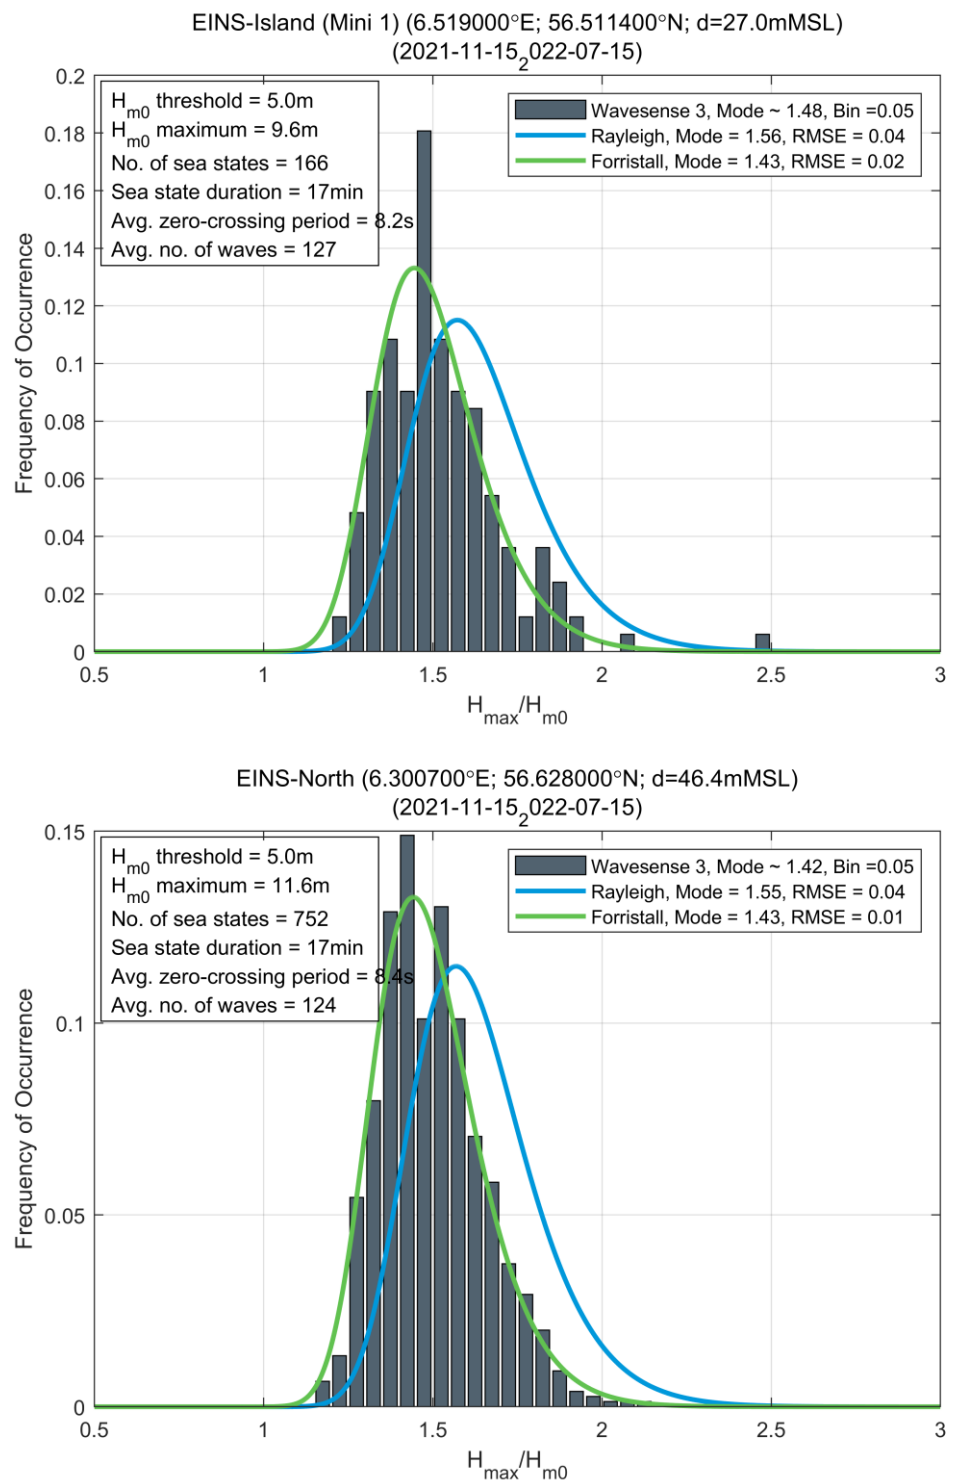 EINS-Island (Mini 1) (6.519000°E; 56.511400°N; d=27.0mMSL)
(2021-11-15₂022-07-15)
0.2
0.18
0.16
0.14
0.12
0.1
0.08
0.06
0.04
0.02
0
Frequency of Occurrence
Hm0 threshold = 5.0m
Hm0 maximum = 9.6m
No. of sea states = 166
Sea state duration = 17min
Avg. zero-crossing period = 8.2s
Avg. no. of waves = 127
Wavesense 3, Mode ~ 1.48, Bin =0.05
Rayleigh, Mode = 1.56, RMSE = 0.04
Forristall, Mode = 1.43, RMSE = 0.02
0.5 1 1.5 2 2.5 3
Hmax/Hm0
EINS-North (6.300700°E; 56.628000°N; d=46.4mMSL)
(2021-11-15₂022-07-15)
0.15
0.1
0.05
0
Frequency of Occurrence
Hm0 threshold = 5.0m
Hm0 maximum = 11.6m
No. of sea states = 752
Sea state duration = 17min
Avg. zero-crossing period = 8.4s
Avg. no. of waves = 124
Wavesense 3, Mode ~ 1.42, Bin =0.05
Rayleigh, Mode = 1.55, RMSE = 0.04
Forristall, Mode = 1.43, RMSE = 0.01
0.5 1 1.5 2 2.5 3
Hmax/Hm0